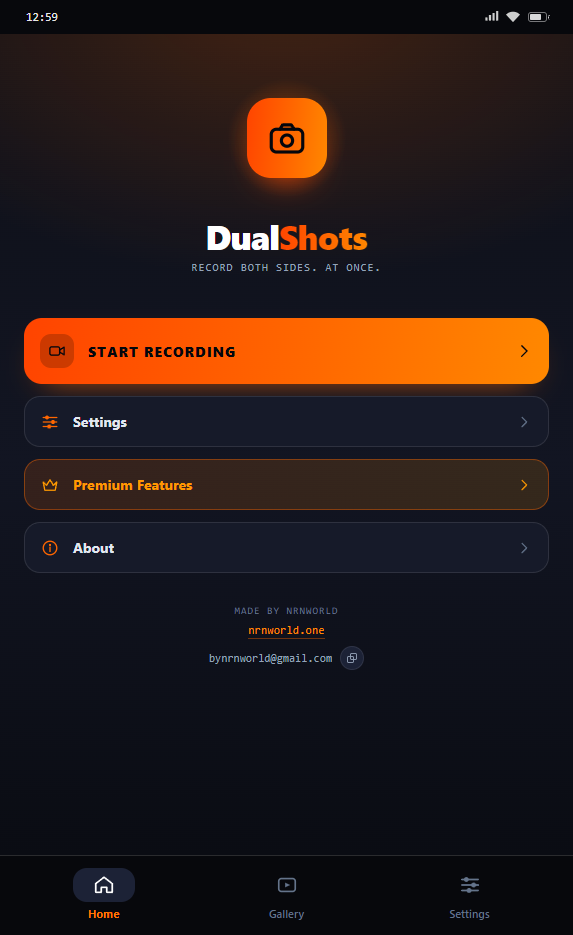 12:59
DualShots
RECORD BOTH SIDES. AT ONCE.
START RECORDING
Settings
Premium Features
About
MADE BY NRNWORLD
nrnworld.one
bynrnworld@gmail.com
Home
Gallery
Settings